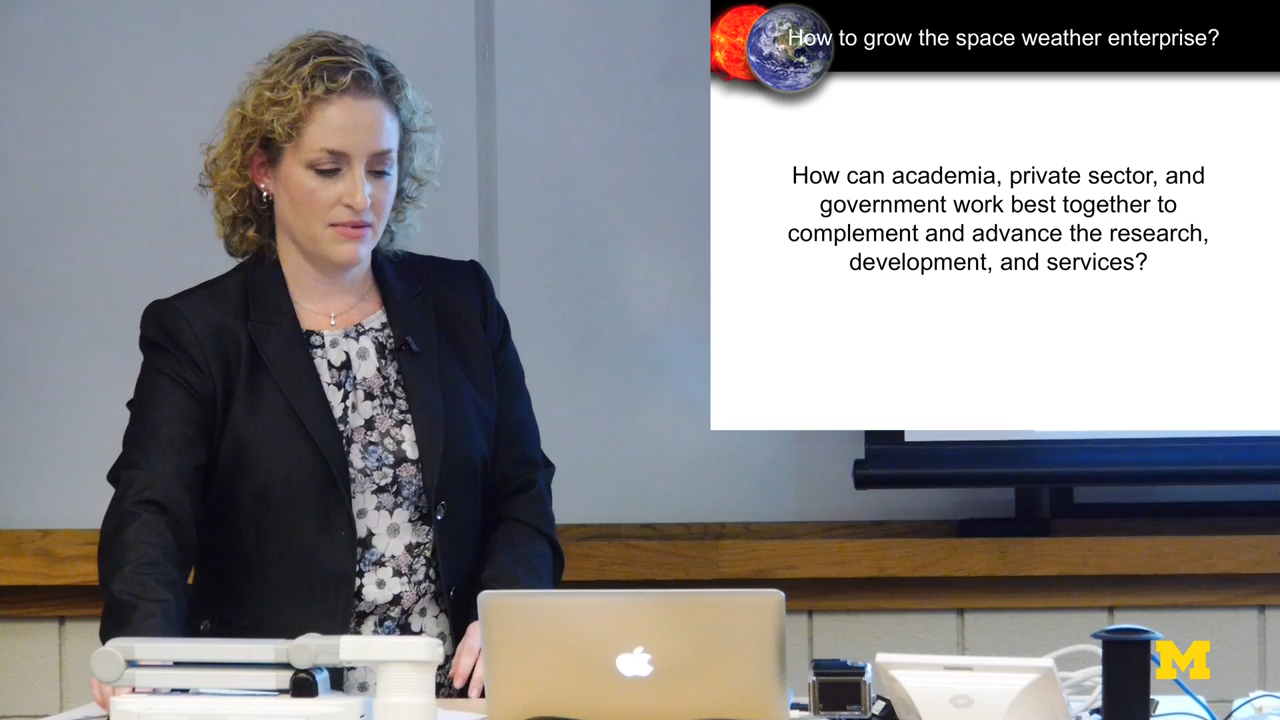 How to grow the space weather enterprise?
How can academia, private sector, and
government work best together to
complement and advance the research,
development, and services?
M